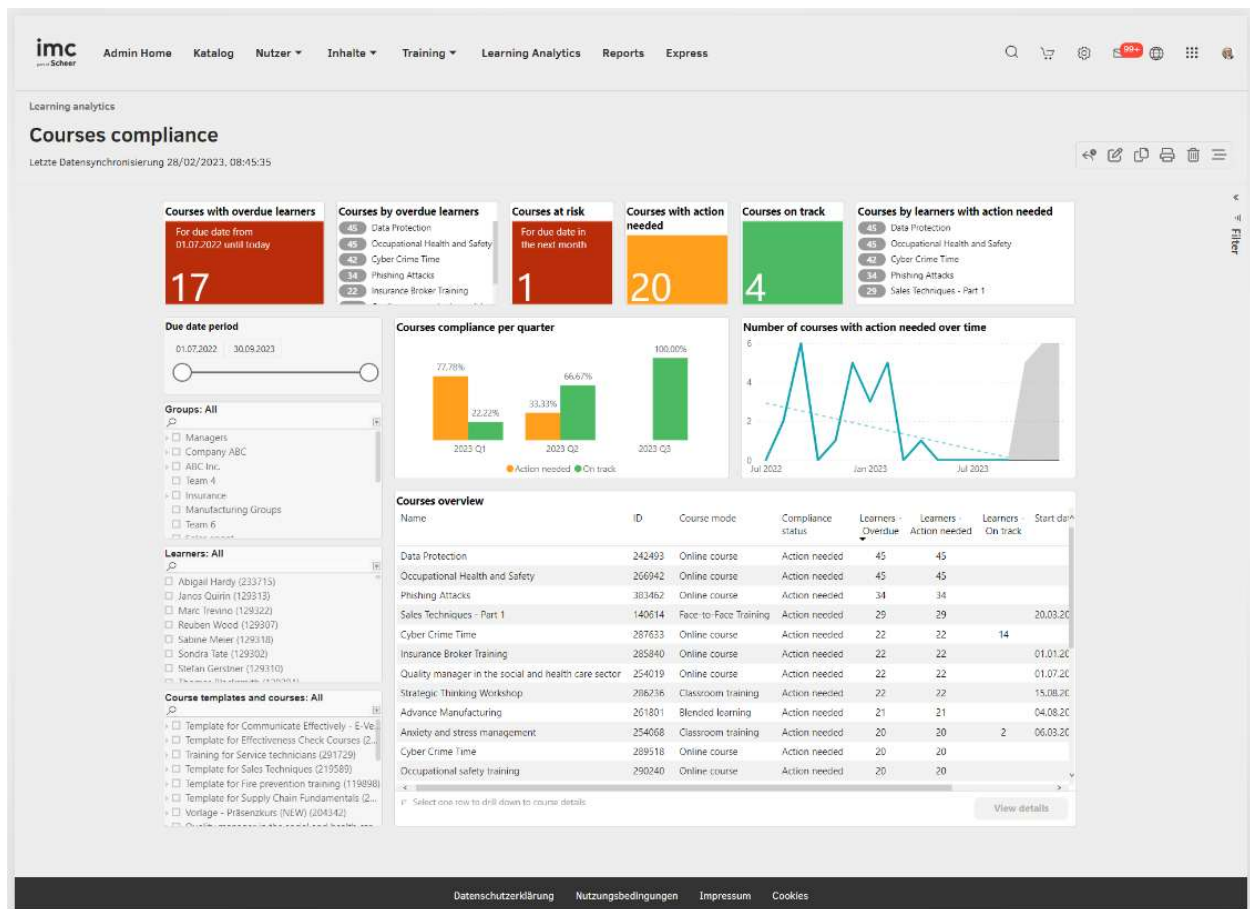 imc
Scheer
Admin Home Katalog Nutzer Inhalte Training Learning Analytics Reports Express
99+
Learning analytics
Courses compliance
Letzte Datensynchronisierung 28/02/2023, 08:45:35
Filter
Courses with overdue learners
For due date from
01.07.2022 until today
17
Courses by overdue learners
45 Data Protection
45 Occupational Health and Safety
42 Cyber Crime Time
34 Phishing Attacks
22 Insurance Broker Training
Courses at risk
For due date in
the next month
1
Courses with action
needed
20
Courses on track
4
Courses by learners with action needed
45 Data Protection
45 Occupational Health and Safety
42 Cyber Crime Time
34 Phishing Attacks
29 Sales Techniques - Part 1
Due date period
01.07.2022 30.09.2023
Groups: All
Managers
Company ABC
ABC Inc.
Team 4
Insurance
Manufacturing Groups
Team 6
Learners: All
Abigail Hardy (233715)
Janos Quirin (129313)
Marc Trevino (129322)
Reuben Wood (129307)
Sabine Meier (129318)
Sondra Tate (129302)
Stefan Gerstner (129310)
Course templates and courses: All
Template for Communicate Effectively - E-Ve...
Template for Effectiveness Check Courses (2...
Training for Service technicians (291729)
Template for Sales Techniques (219589)
Template for Fire prevention training (119898)
Template for Supply Chain Fundamentals (2...
Vorlage - Präsenzkurs (NEW) (204342)
Courses compliance per quarter
77,78%
22.22%
33.33%
66.67%
100.00%
2023 Q1 2023 Q2 2023 Q3
Action needed On track
Number of courses with action needed over time
6
4
2
0
Jul 2022 Jan 2023 Jul 2023
Courses overview
Name ID Course mode Compliance status Learners - Overdue Learners - Action needed Learners - On track Start da
Data Protection 242493 Online course Action needed 45 45
Occupational Health and Safety 266942 Online course Action needed 45 45
Phishing Attacks 383462 Online course Action needed 34 34
Sales Techniques - Part 1 140614 Face-to-Face Training Action needed 29 29 20.03.20
Cyber Crime Time 287633 Online course Action needed 22 22 14
Insurance Broker Training 285840 Online course Action needed 22 22 01.01.20
Quality manager in the social and health care sector 254019 Online course Action needed 22 22 01.07.20
Strategic Thinking Workshop 286236 Classroom training Action needed 22 22 15.08.20
Advance Manufacturing 261801 Blended learning Action needed 21 21 04.08.20
Anxiety and stress management 254068 Classroom training Action needed 20 20 2 06.03.20
Cyber Crime Time 289518 Online course Action needed 20 20
Occupational safety training 290240 Online course Action needed 20 20
Select one row to drill down to course details
View details
Datenschutzerklärung Nutzungsbedingungen Impressum Cookies